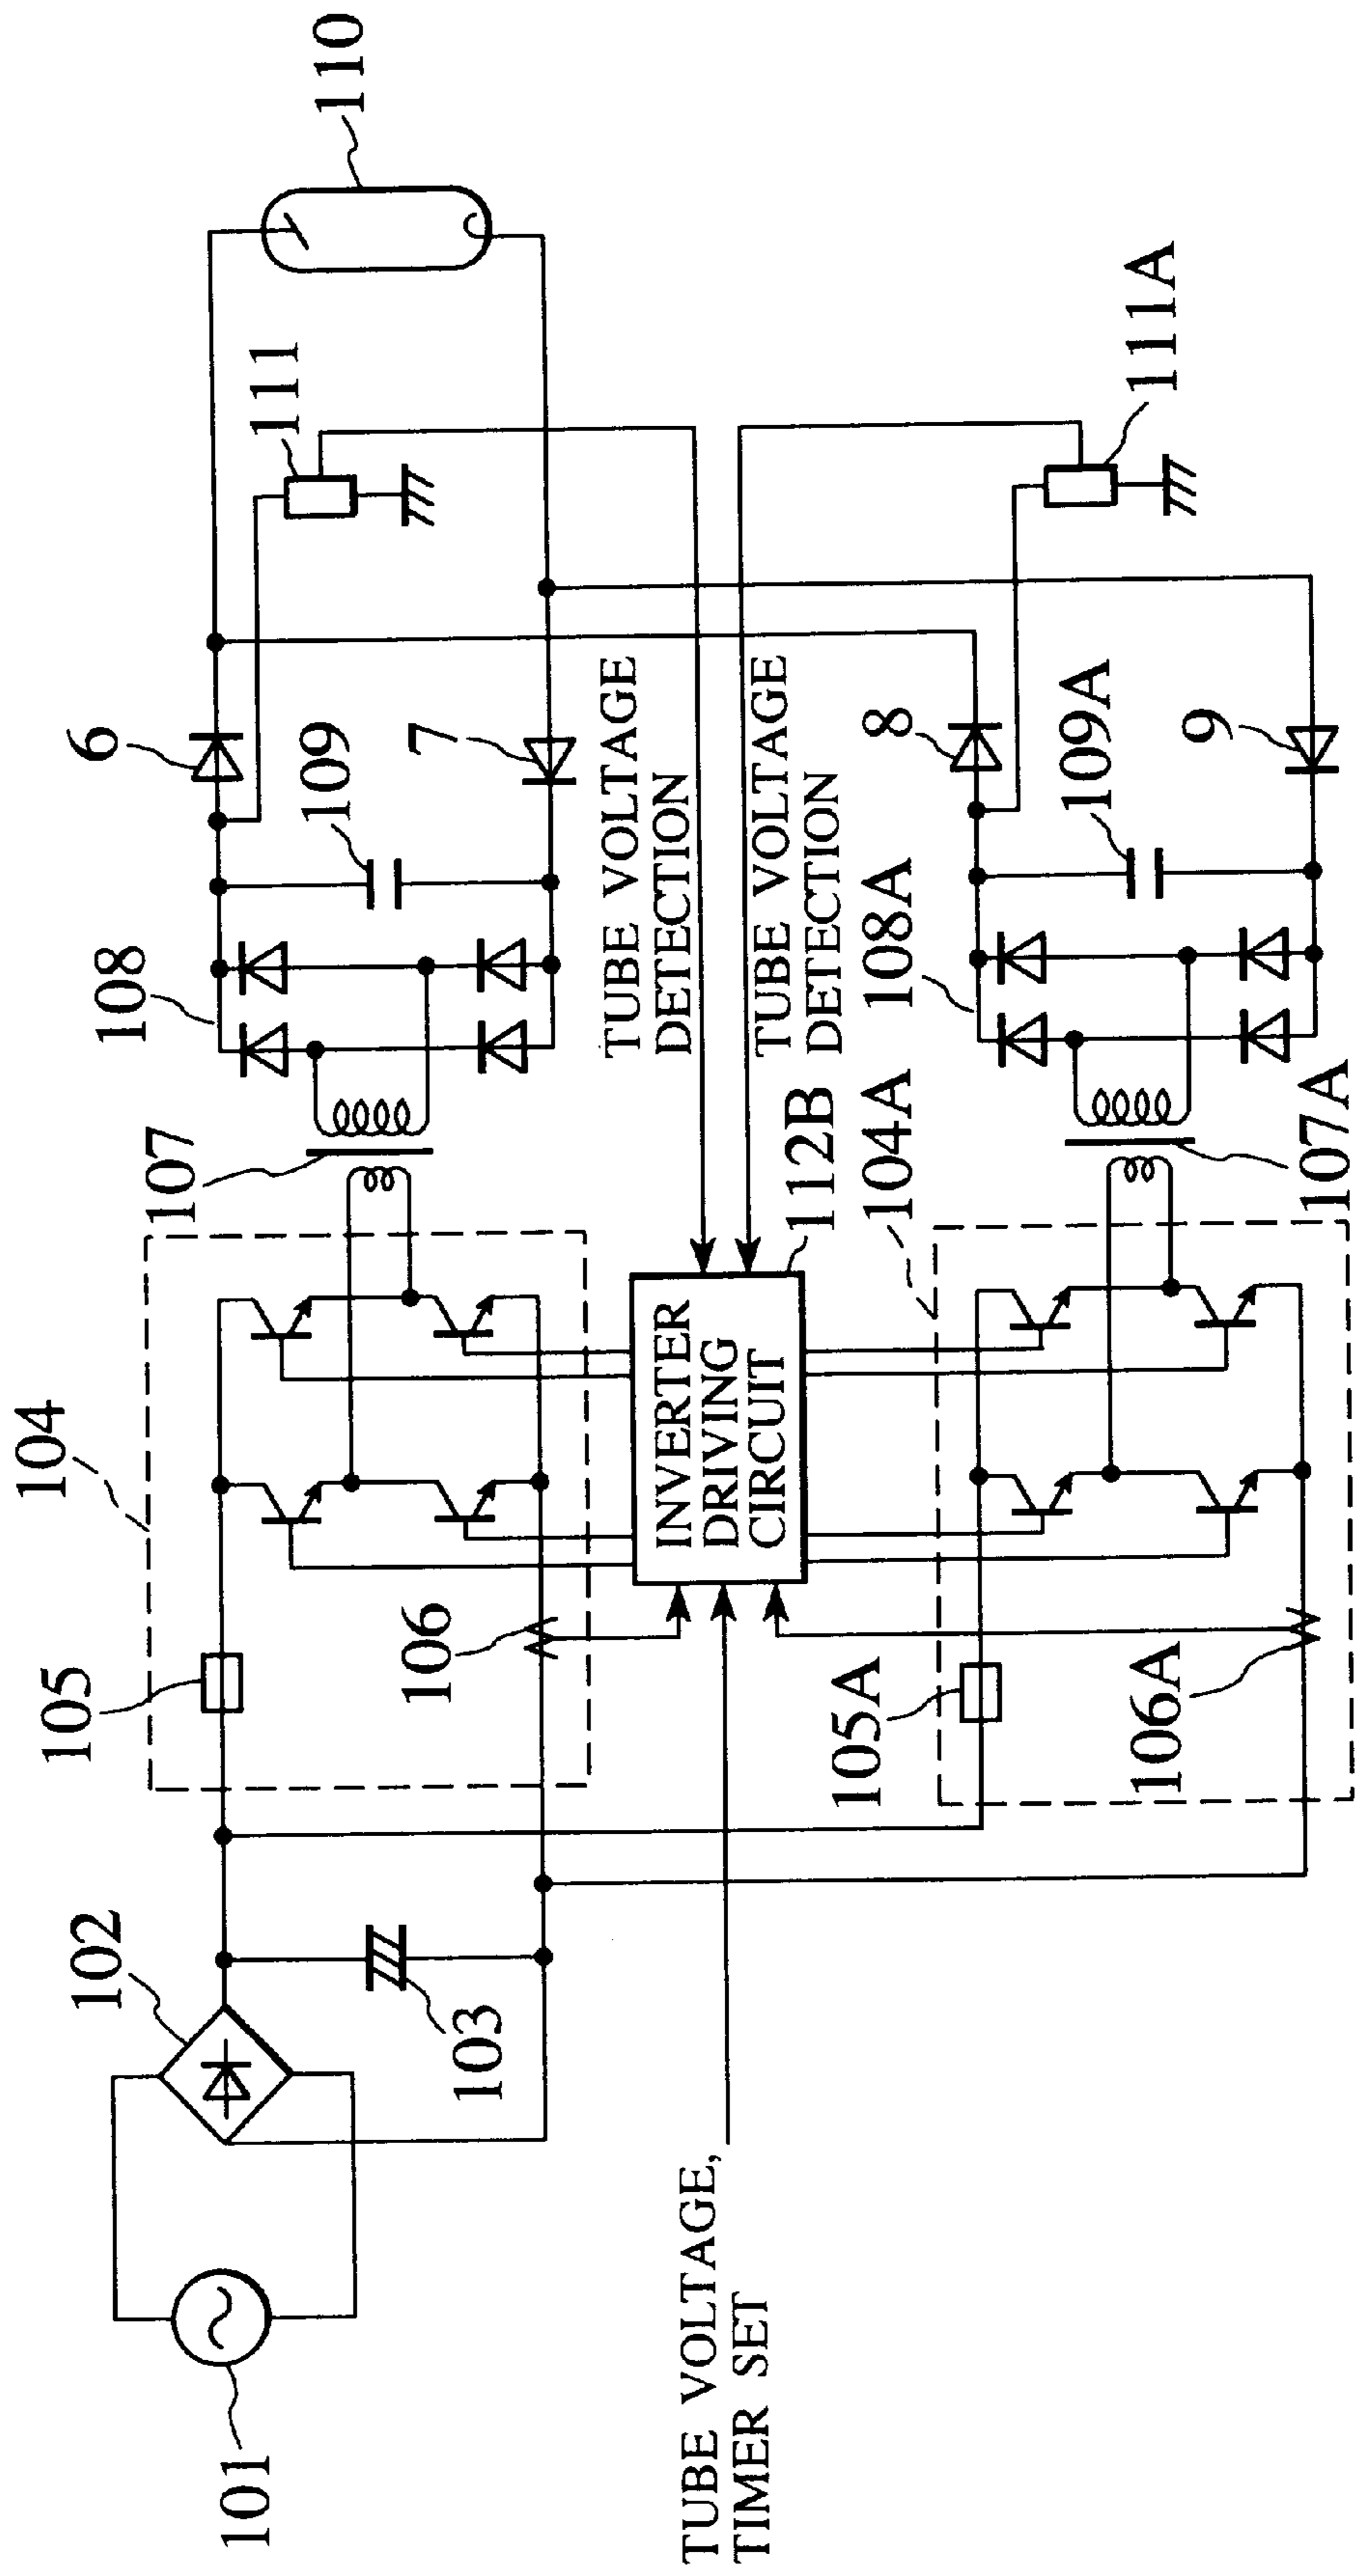 101
102
103
104
105
106
107
108
6
109
7
111
110
TUBE VOLTAGE
DETECTION
TUBE VOLTAGE
DETECTION
INVERTER
DRIVING
CIRCUIT
112B
TUBE VOLTAGE,
TIMER SET
104A
105A
106A
107A
108A
8
109A
9
111A